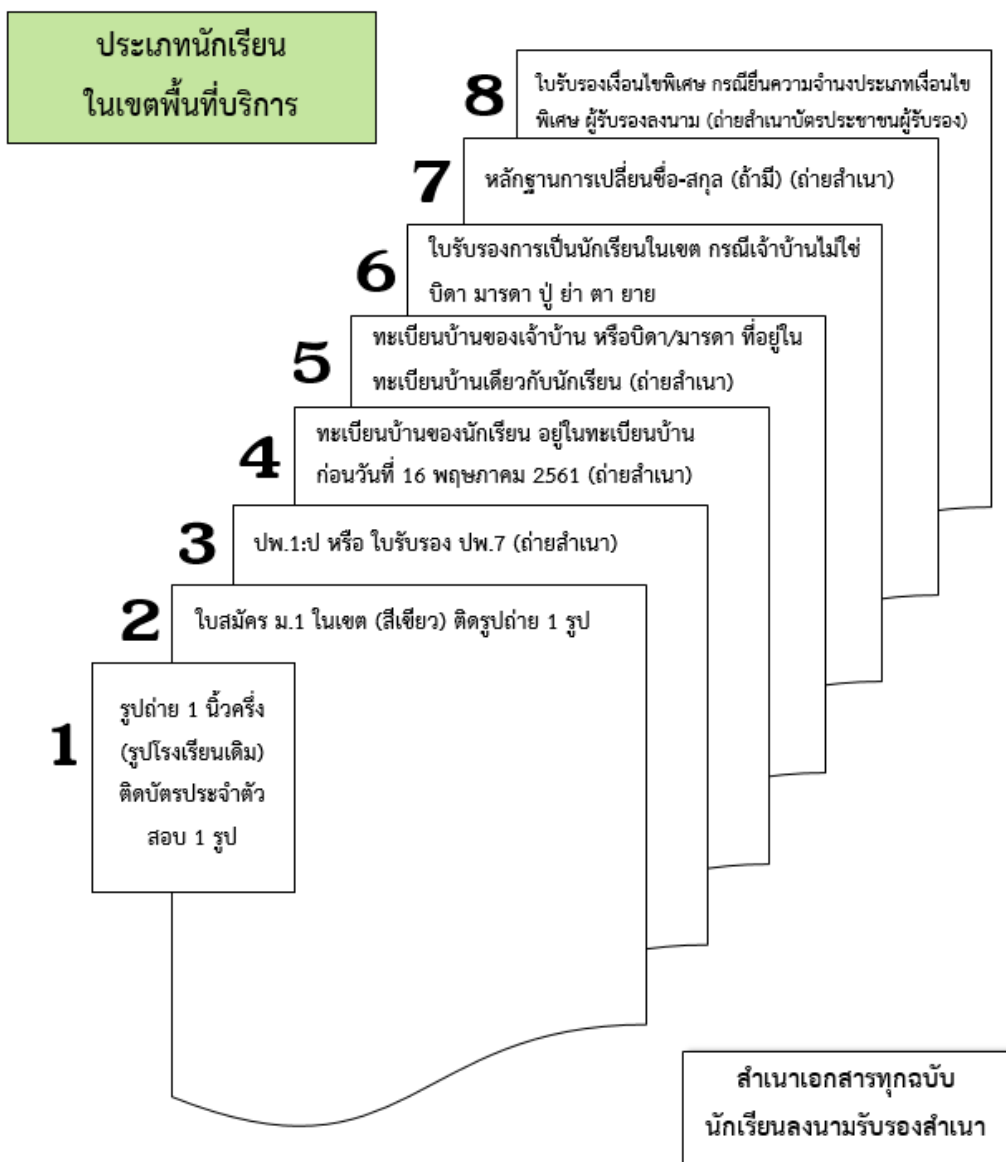 ประเภทนักเรียน
ในเขตพื้นที่บริการ
8
ใบรับรองเงื่อนไขพิเศษ กรณียื่นความจำนงประเภทเงื่อนไข
พิเศษ ผู้รับรองลงนาม (ถ่ายสำเนาบัตรประชาชนผู้รับรอง)
7
หลักฐานการเปลี่ยนชื่อ-สกุล (ถ้ามี) (ถ่ายสำเนา)
6
ใบรับรองการเป็นนักเรียนในเขต กรณีเจ้าบ้านไม่ใช่
บิดา มารดา ปู่ ย่า ตา ยาย
5
ทะเบียนบ้านของเจ้าบ้าน หรือบิดา/มารดา ที่อยู่ใน
ทะเบียนบ้านเดียวกับนักเรียน (ถ่ายสำเนา)
4
ทะเบียนบ้านของนักเรียน อยู่ในทะเบียนบ้าน
ก่อนวันที่ 16 พฤษภาคม 2561 (ถ่ายสำเนา)
3
ปพ.1:ป หรือ ใบรับรอง ปพ.7 (ถ่ายสำเนา)
2
ใบสมัคร ม.1 ในเขต (สีเขียว) ติดรูปถ่าย 1 รูป
1
รูปถ่าย 1 นิ้วครึ่ง
(รูปโรงเรียนเดิม)
ติดบัตรประจำตัว
สอบ 1 รูป
สำเนาเอกสารทุกฉบับ
นักเรียนลงนามรับรองสำเนา